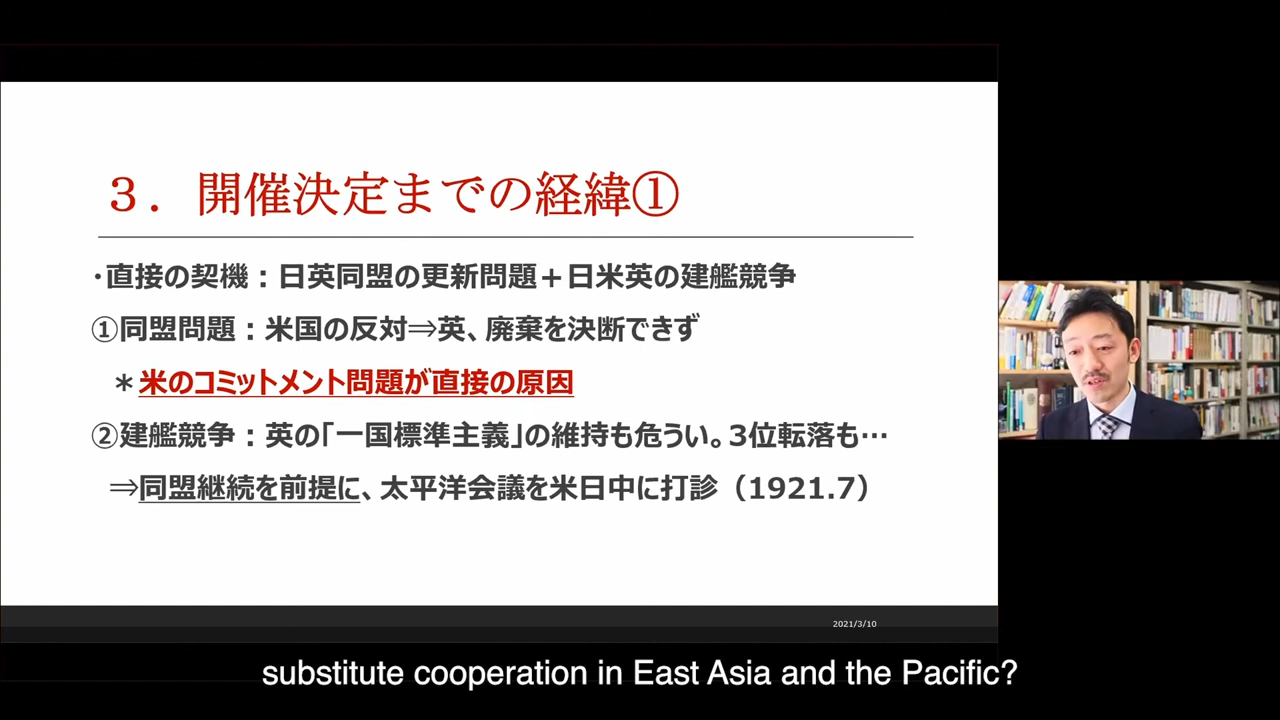 ３．開催決定までの経緯①
・直接の契機：日英同盟の更新問題＋日米英の建艦競争
①同盟問題：米国の反対⇒英、廃棄を決断できず
＊米のコミットメント問題が直接の原因
②建艦競争：英の「一国標準主義」の維持も危うい。3位転落も…
⇒同盟継続を前提に、太平洋会議を米日中に打診（1921.7）
2021/3/10
substitute cooperation in East Asia and the Pacific?